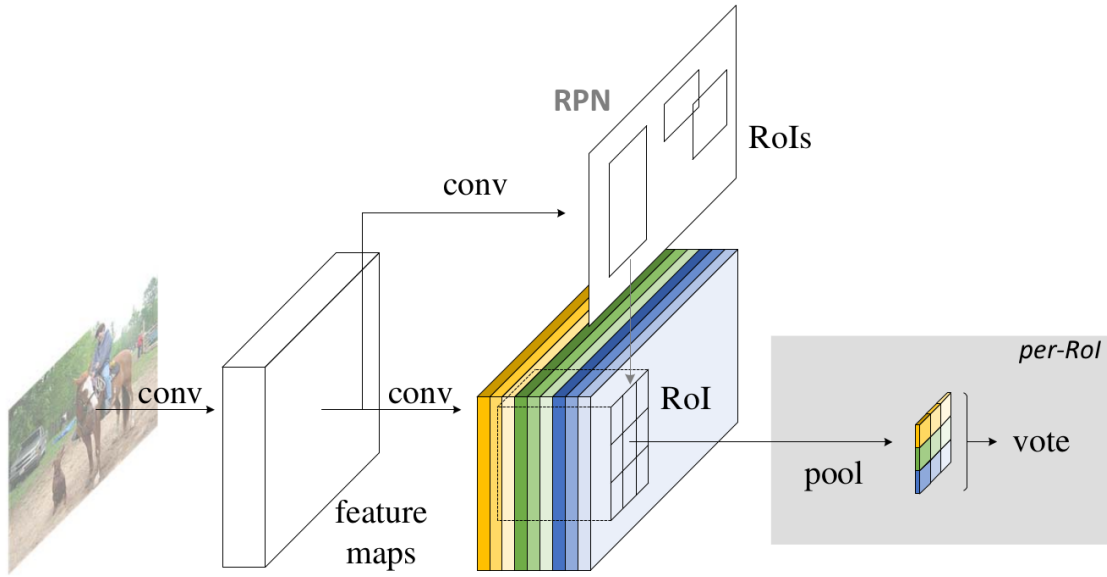 RPN
RoIs
conv
per-RoI
conv
conv
RoI
pool
vote
feature
maps